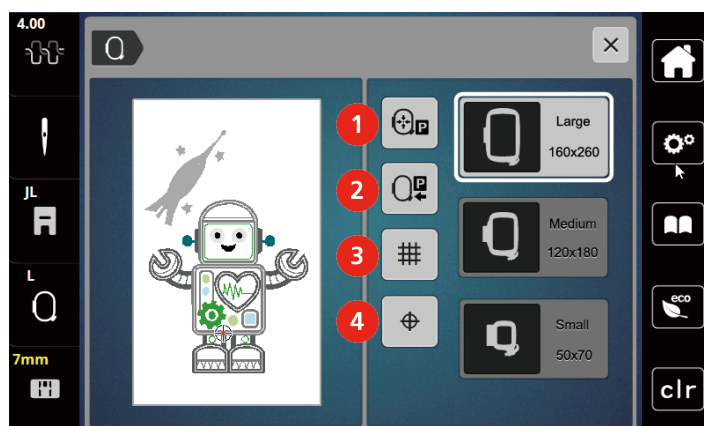 4.00
JL
L
7mm
1
P
2
P
3
4
Large
160x260
Medium
120x180
Small
50x70
eco
clr